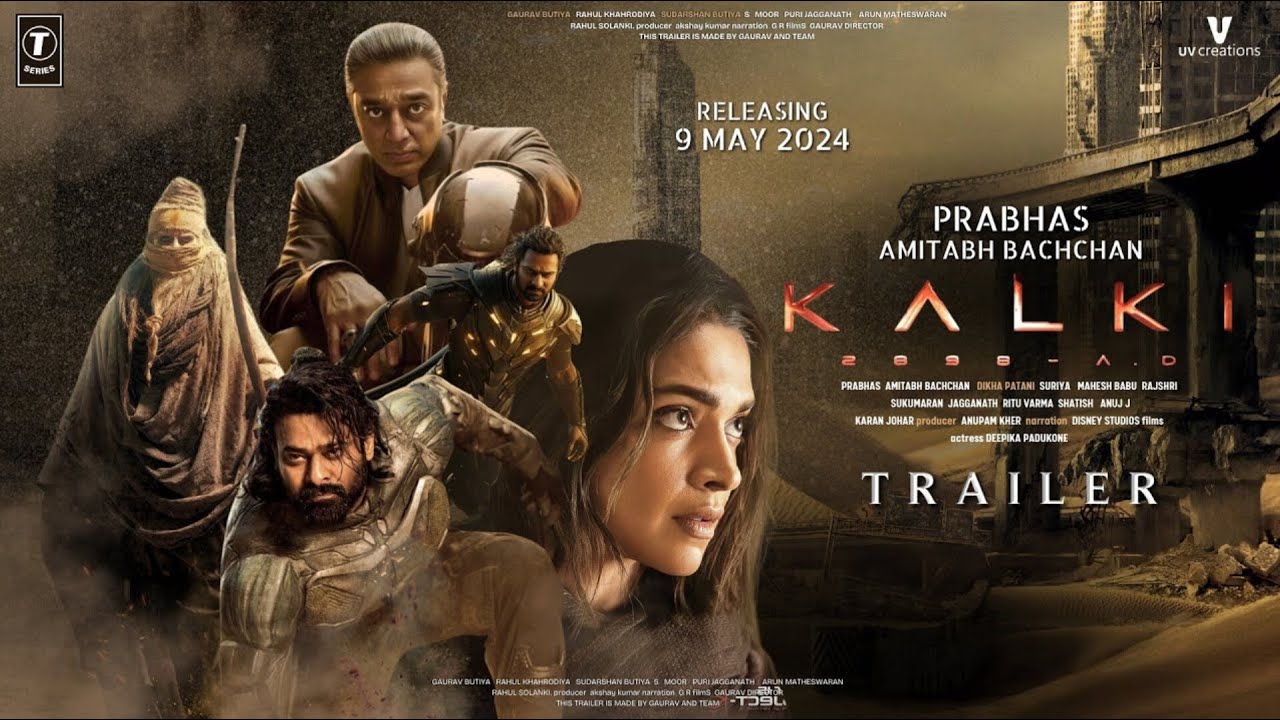 T
SERIES
GAURAV BUTIYA RAHUL KHAHRODIYA SUDARSHAN BUTIYA S MOOR PURI JAGGANATH ARUN MATHESWARAN
RAHUL SOLANKI. producer akshay kumar narration G R filmS GAURAV DIRECTOR
THIS TRAILER IS MADE BY GAURAV AND TEAM
UV creations
RELEASING
9 MAY 2024
PRABHAS
AMITABH BACHCHAN
KALKI
2898-A.D
PRABHAS AMITABH BACHCHAN DIKHA PATANI SURIYA MAHESH BABU RAJSHRI
SUKUMARAN JAGGANATH RITU VARMA SHATISH ANUJ J
KARAN JOHAR producer ANUPAM KHER narration DISNEY STUDIOS films
actress DEEPIKA PADUKONE
TRAILER
GAURAV BUTIYA RAHUL KHAHRODIYA SUDARSHAN BUTIYA S MOOR PURI JAGGANATH ARUN MATHESWARAN
RAHUL SOLANKI. producer akshay kumar narration G R filmS GAURAV DIRECTOR
THIS TRAILER IS MADE BY GAURAV AND TEAM